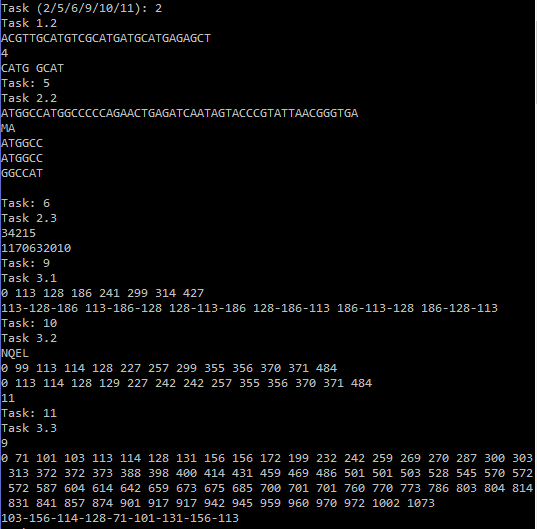 Task (2/5/6/9/10/11): 2
Task 1.2
ACGTTGCATGTCGCATGATGCATGAGAGCT
4
CATG GCAT
Task: 5
Task 2.2
ATGGCCATGGCCCCCAGAACTGAGATCAATAGTACCCGTATTAACGGGTGA
MA
ATGGCC
ATGGCC
GGCCAT
Task: 6
Task 2.3
34215
1170632010
Task: 9
Task 3.1
0 113 128 186 241 299 314 427
113-128-186 113-186-128 128-113-186 128-186-113 186-113-128 186-128-113
Task: 10
Task 3.2
NQEL
0 99 113 114 128 227 257 299 355 356 370 371 484
0 113 114 128 129 227 242 242 257 355 356 370 371 484
11
Task: 11
Task 3.3
9
0 71 101 103 113 114 128 131 156 156 172 199 232 242 259 269 270 287 300 303
313 372 372 373 388 398 400 414 431 459 469 486 501 501 503 528 545 570 572
572 587 604 614 642 659 673 675 685 700 701 701 760 770 773 786 803 804 814
831 841 857 874 901 917 917 942 945 959 960 970 972 1002 1073
103-156-114-128-71-101-131-156-113